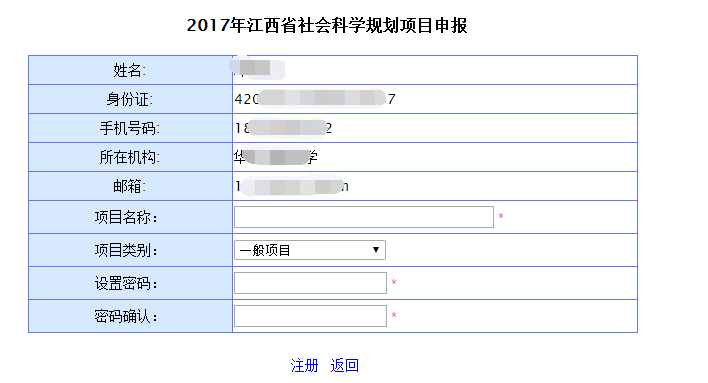 2017年江西省社会科学规划项目申报
姓名:
身份证: 420 7
手机号码: 18 2
所在机构: 华 学
邮箱: 1
项目名称： *
项目类别： 一般项目 ▼
设置密码： *
密码确认： *
注册 返回